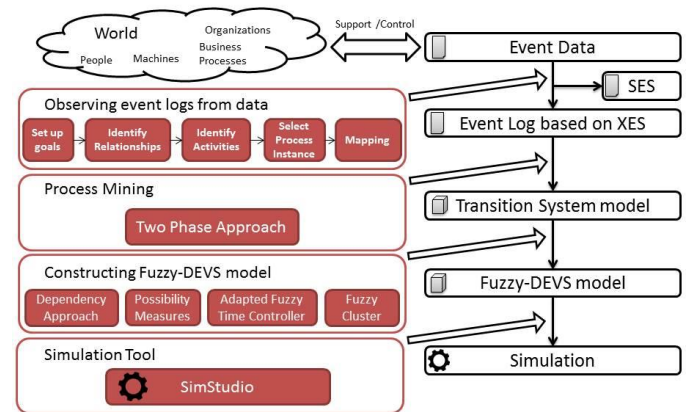 World
Organizations
Business
Processes
People
Machines
Support /Control
Event Data
SES
Observing event logs from data
Set up
goals
Identify
Relationships
Identify
Activities
Select
Process
Instance
Mapping
Event Log based on XES
Process Mining
Two Phase Approach
Transition System model
Constructing Fuzzy-DEVS model
Dependency
Approach
Possibility
Measures
Adapted Fuzzy
Time Controller
Fuzzy
Cluster
Fuzzy-DEVS model
Simulation Tool
SimStudio
Simulation